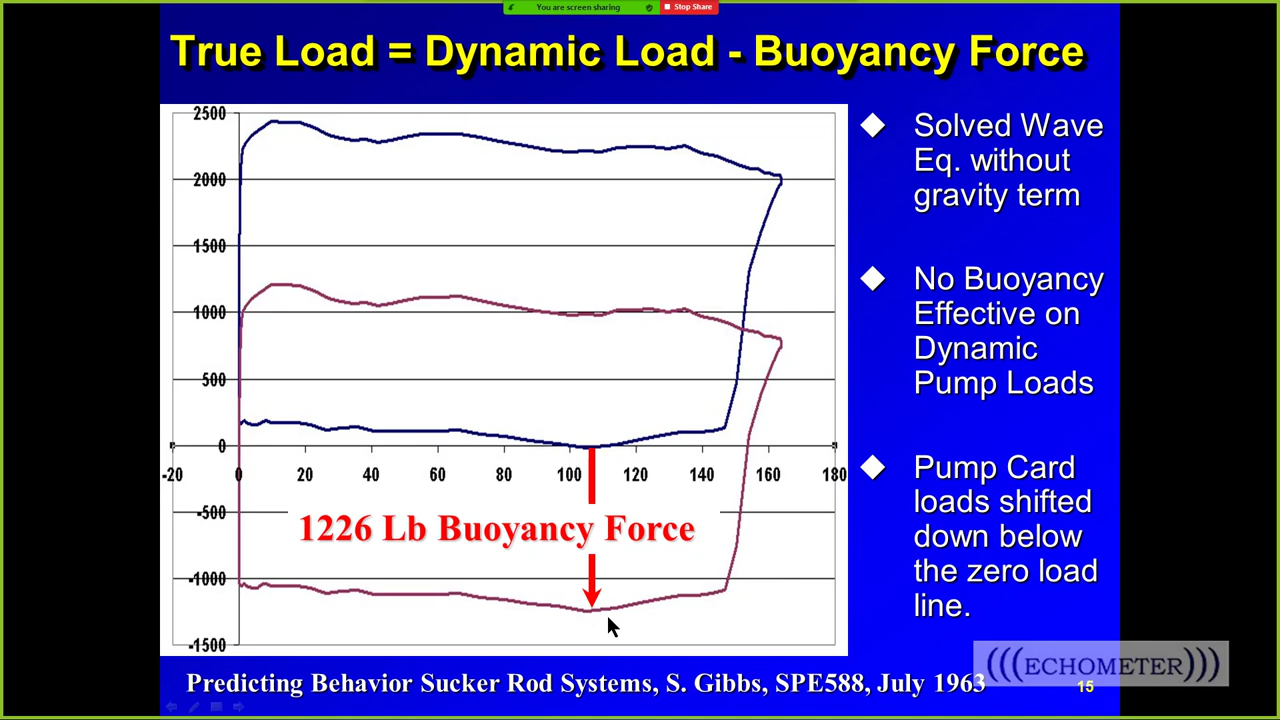 You are screen sharing
Stop Share
True Load = Dynamic Load - Buoyancy Force
2500
2000
1500
1000
500
0
-500
-1000
-1500
-20 0 20 40 60 80 100 120 140 160 180
1226 Lb Buoyancy Force
Solved Wave
Eq. without
gravity term
No Buoyancy
Effective on
Dynamic
Pump Loads
Pump Card
loads shifted
down below
the zero load
line.
(((ECHOMETER)))
Predicting Behavior Sucker Rod Systems, S. Gibbs, SPE588, July 1963
15